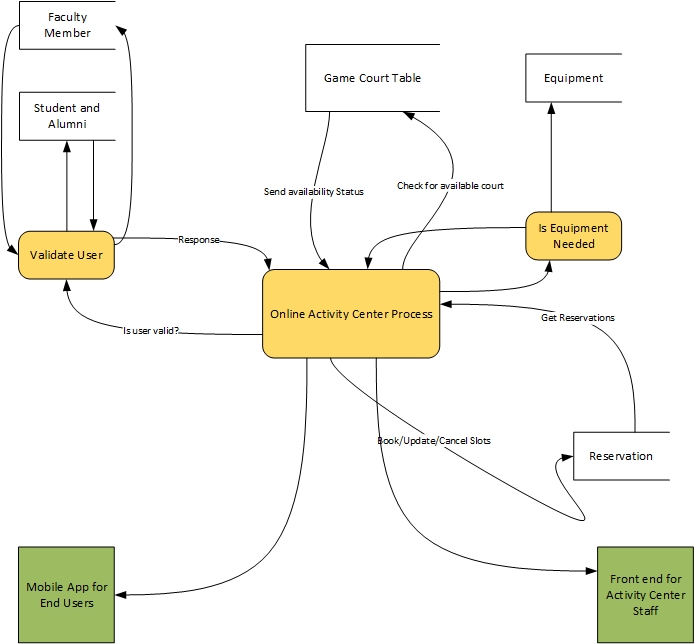 Faculty
Member
Student and
Alumni
Game Court Table
Equipment
Send availability Status
Check for available court
Is Equipment
Needed
Validate User
Response
Online Activity Center Process
Get Reservations
Is user valid?
Book/Update/Cancel Slots
Reservation
Mobile App for
End Users
Front end for
Activity Center
Staff